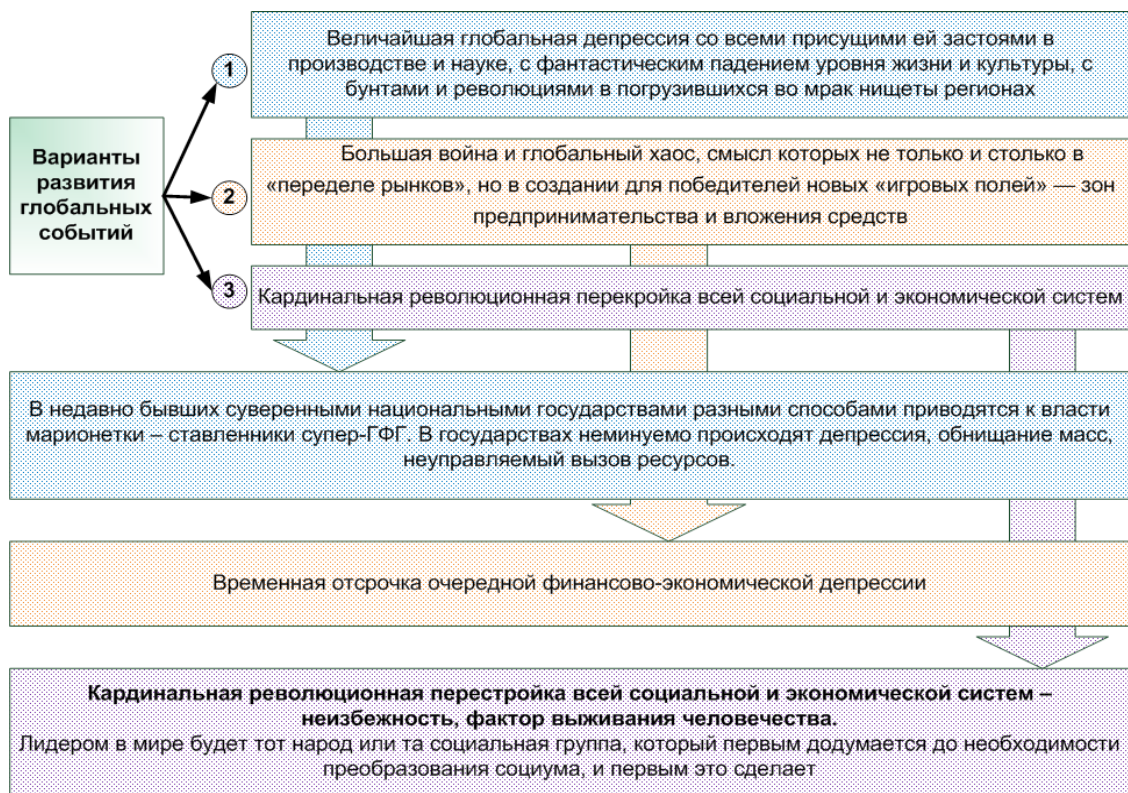 Варианты
развития
глобальных
событий
1
Величайшая глобальная депрессия со всеми присущими ей застоями в
производстве и науке, с фантастическим падением уровня жизни и культуры, с
бунтами и революциями в погрузившихся во мрак нищеты регионах
2
Большая война и глобальный хаос, смысл которых не только и столько в
«переделе рынков», но в создании для победителей новых «игровых полей» — зон
предпринимательства и вложения средств
3
Кардинальная революционная перекройка всей социальной и экономической систем
В недавно бывших суверенными национальными государствами разными способами приводятся к власти
марионетки – ставленники супер-ГФГ. В государствах неминуемо происходят депрессия, обнищание масс,
неуправляемый вызов ресурсов.
Временная отсрочка очередной финансово-экономической депрессии
Кардинальная революционная перестройка всей социальной и экономической систем –
неизбежность, фактор выживания человечества.
Лидером в мире будет тот народ или та социальная группа, который первым додумается до необходимости
преобразования социума, и первым это сделает